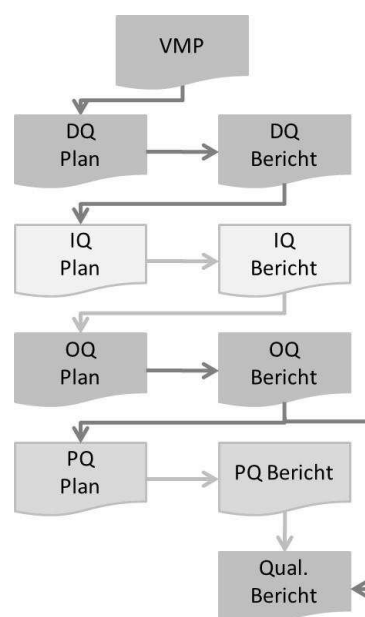 VMP
DQ
Plan
DQ
Bericht
IQ
Plan
IQ
Bericht
OQ
Plan
OQ
Bericht
PQ
Plan
PQ Bericht
Qual.
Bericht